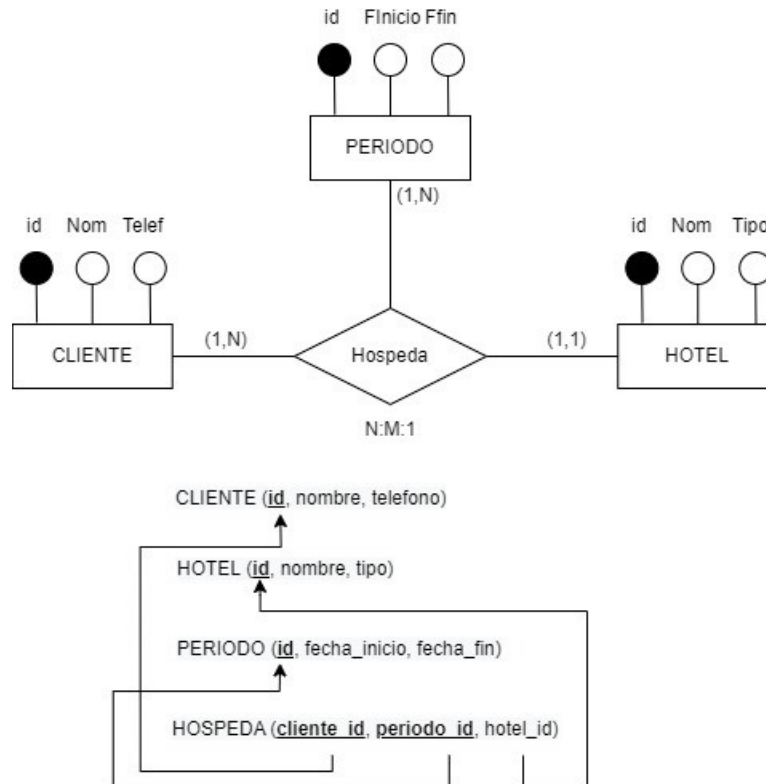 id FInicio Ffin
PERIODO
(1,N)
id Nom Telef
id Nom Tipo
CLIENTE
(1,N)
Hospeda
(1,1)
HOTEL
N:M:1
CLIENTE (id, nombre, telefono)
HOTEL (id, nombre, tipo)
PERIODO (id, fecha_inicio, fecha_fin)
HOSPEDA (cliente_id, periodo_id, hotel_id)